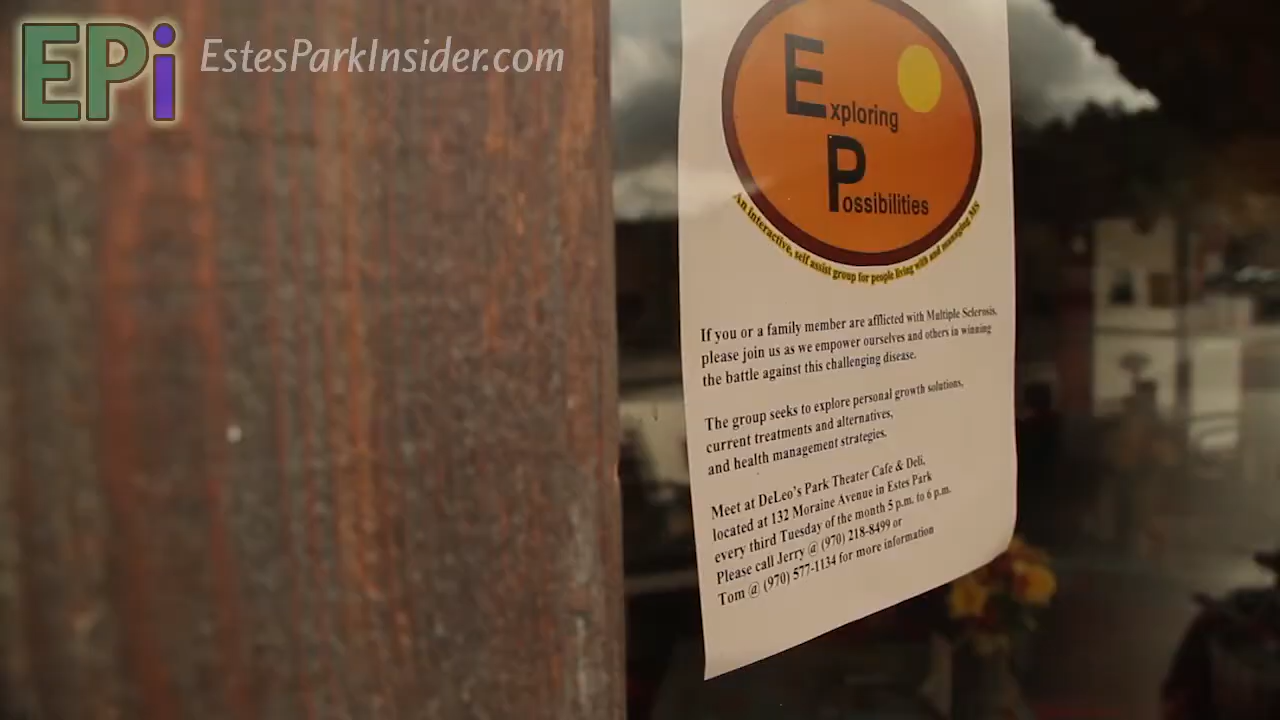 EPi EstesParkInsider.com
Exploring
Possibilities
An interactive, self assist group for people living with and managing MS
If you or a family member are afflicted with Multiple Sclerosis,
please join us as we empower ourselves and others in winning
the battle against this challenging disease.
The group seeks to explore personal growth solutions,
current treatments and alternatives,
and health management strategies.
Meet at DeLeo's Park Theater Cafe & Deli,
located at 132 Moraine Avenue in Estes Park
every third Tuesday of the month 5 p.m. to 6 p.m.
Please call Jerry @ (970) 218-8499 or
Tom @ (970) 577-1134 for more information